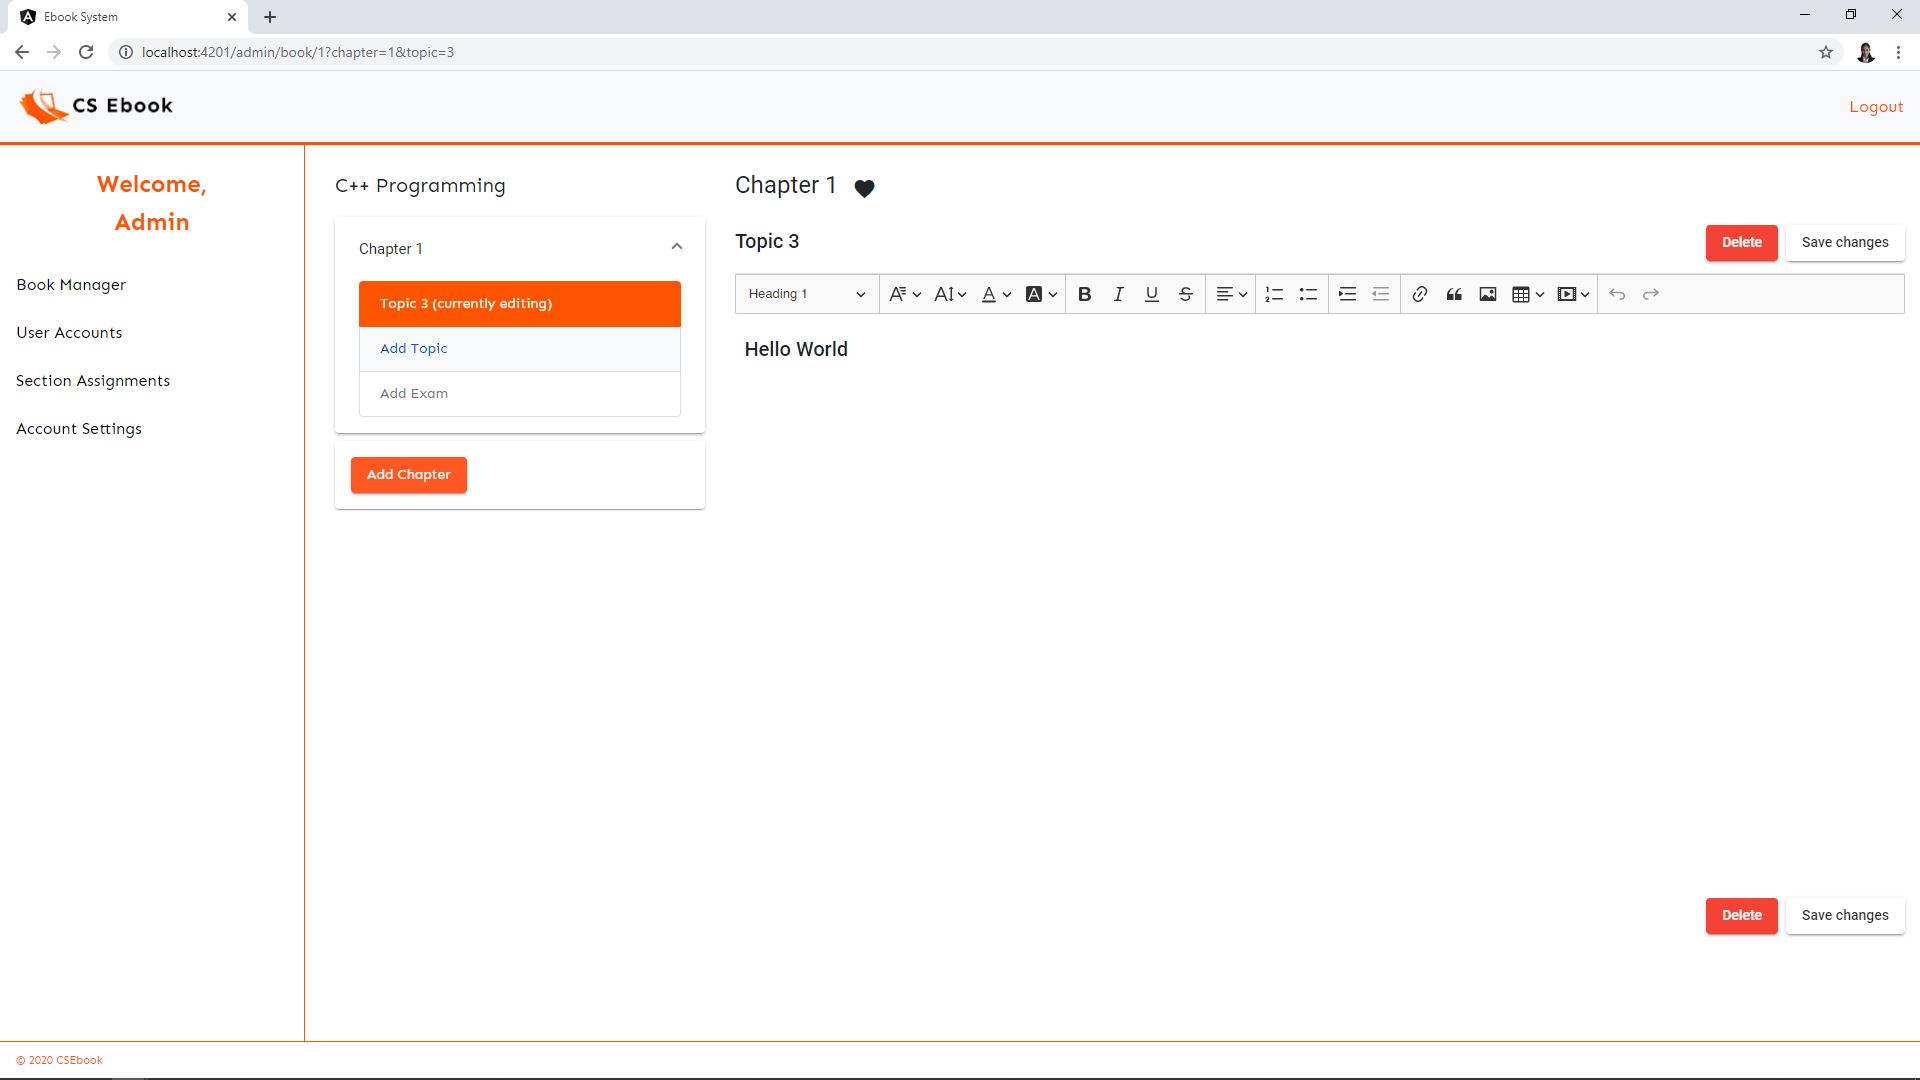 Ebook System
localhost:4201/admin/book/1?chapter=1&topic=3
CS Ebook
Logout
Welcome,
Admin
Book Manager
User Accounts
Section Assignments
Account Settings
C++ Programming
Chapter 1
Topic 3 (currently editing)
Add Topic
Add Exam
Add Chapter
Chapter 1
Topic 3
Delete
Save changes
Heading 1
Hello World
Delete
Save changes
© 2020 CSEbook